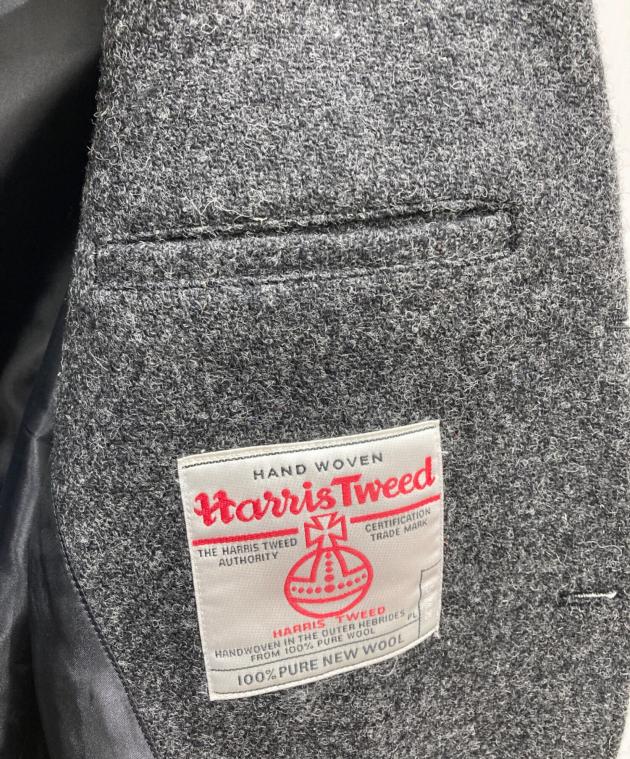 HAND WOVEN
Harris Tweed
THE HARRIS TWEED
AUTHORITY
CERTIFICATION
TRADE MARK
HARRIS TWEED
HANDWOVEN IN THE OUTER HEBRIDES
FROM 100% PURE WOOL
PL
100% PURE NEW WOOL